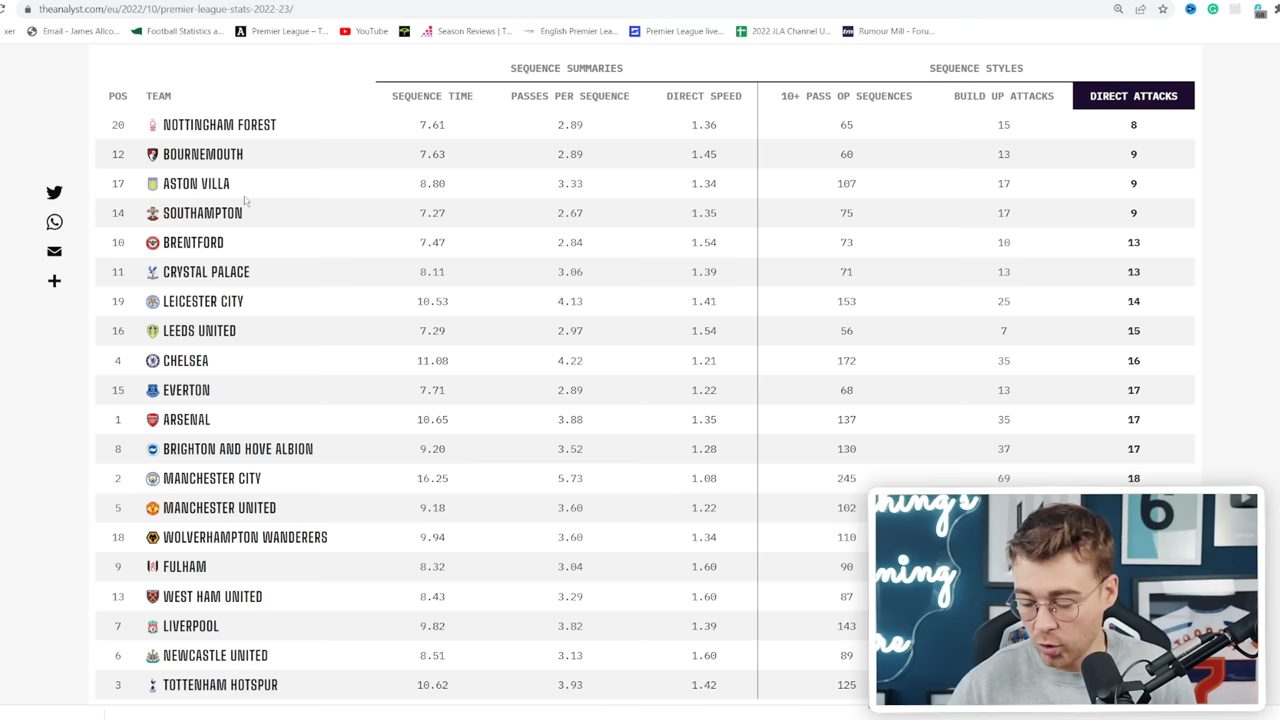 theanalyst.com/eu/2022/10/premier-league-stats-2022-23/
xer Email - James Allco... Football Statistics a... Premier League – T... YouTube Season Reviews | T... English Premier Lea... Premier League live... 2022 JLA Channel U... Rumour Mill - Foru...
SEQUENCE SUMMARIES SEQUENCE STYLES
POS TEAM SEQUENCE TIME PASSES PER SEQUENCE DIRECT SPEED 10+ PASS OP SEQUENCES BUILD UP ATTACKS DIRECT ATTACKS
20 NOTTINGHAM FOREST 7.61 2.89 1.36 65 15 8
12 BOURNEMOUTH 7.63 2.89 1.45 60 13 9
17 ASTON VILLA 8.80 3.33 1.34 107 17 9
14 SOUTHAMPTON 7.27 2.67 1.35 75 17 9
10 BRENTFORD 7.47 2.84 1.54 73 10 13
11 CRYSTAL PALACE 8.11 3.06 1.39 71 13 13
19 LEICESTER CITY 10.53 4.13 1.41 153 25 14
16 LEEDS UNITED 7.29 2.97 1.54 56 7 15
4 CHELSEA 11.08 4.22 1.21 172 35 16
15 EVERTON 7.71 2.89 1.22 68 13 17
1 ARSENAL 10.65 3.88 1.35 137 35 17
8 BRIGHTON AND HOVE ALBION 9.20 3.52 1.28 130 37 17
2 MANCHESTER CITY 16.25 5.73 1.08 245 69 18
5 MANCHESTER UNITED 9.18 3.60 1.22 102
18 WOLVERHAMPTON WANDERERS 9.94 3.60 1.34 110
9 FULHAM 8.32 3.04 1.60 90
13 WEST HAM UNITED 8.43 3.29 1.60 87
7 LIVERPOOL 9.82 3.82 1.39 143
6 NEWCASTLE UNITED 8.51 3.13 1.60 89
3 TOTTENHAM HOTSPUR 10.62 3.93 1.42 125
6